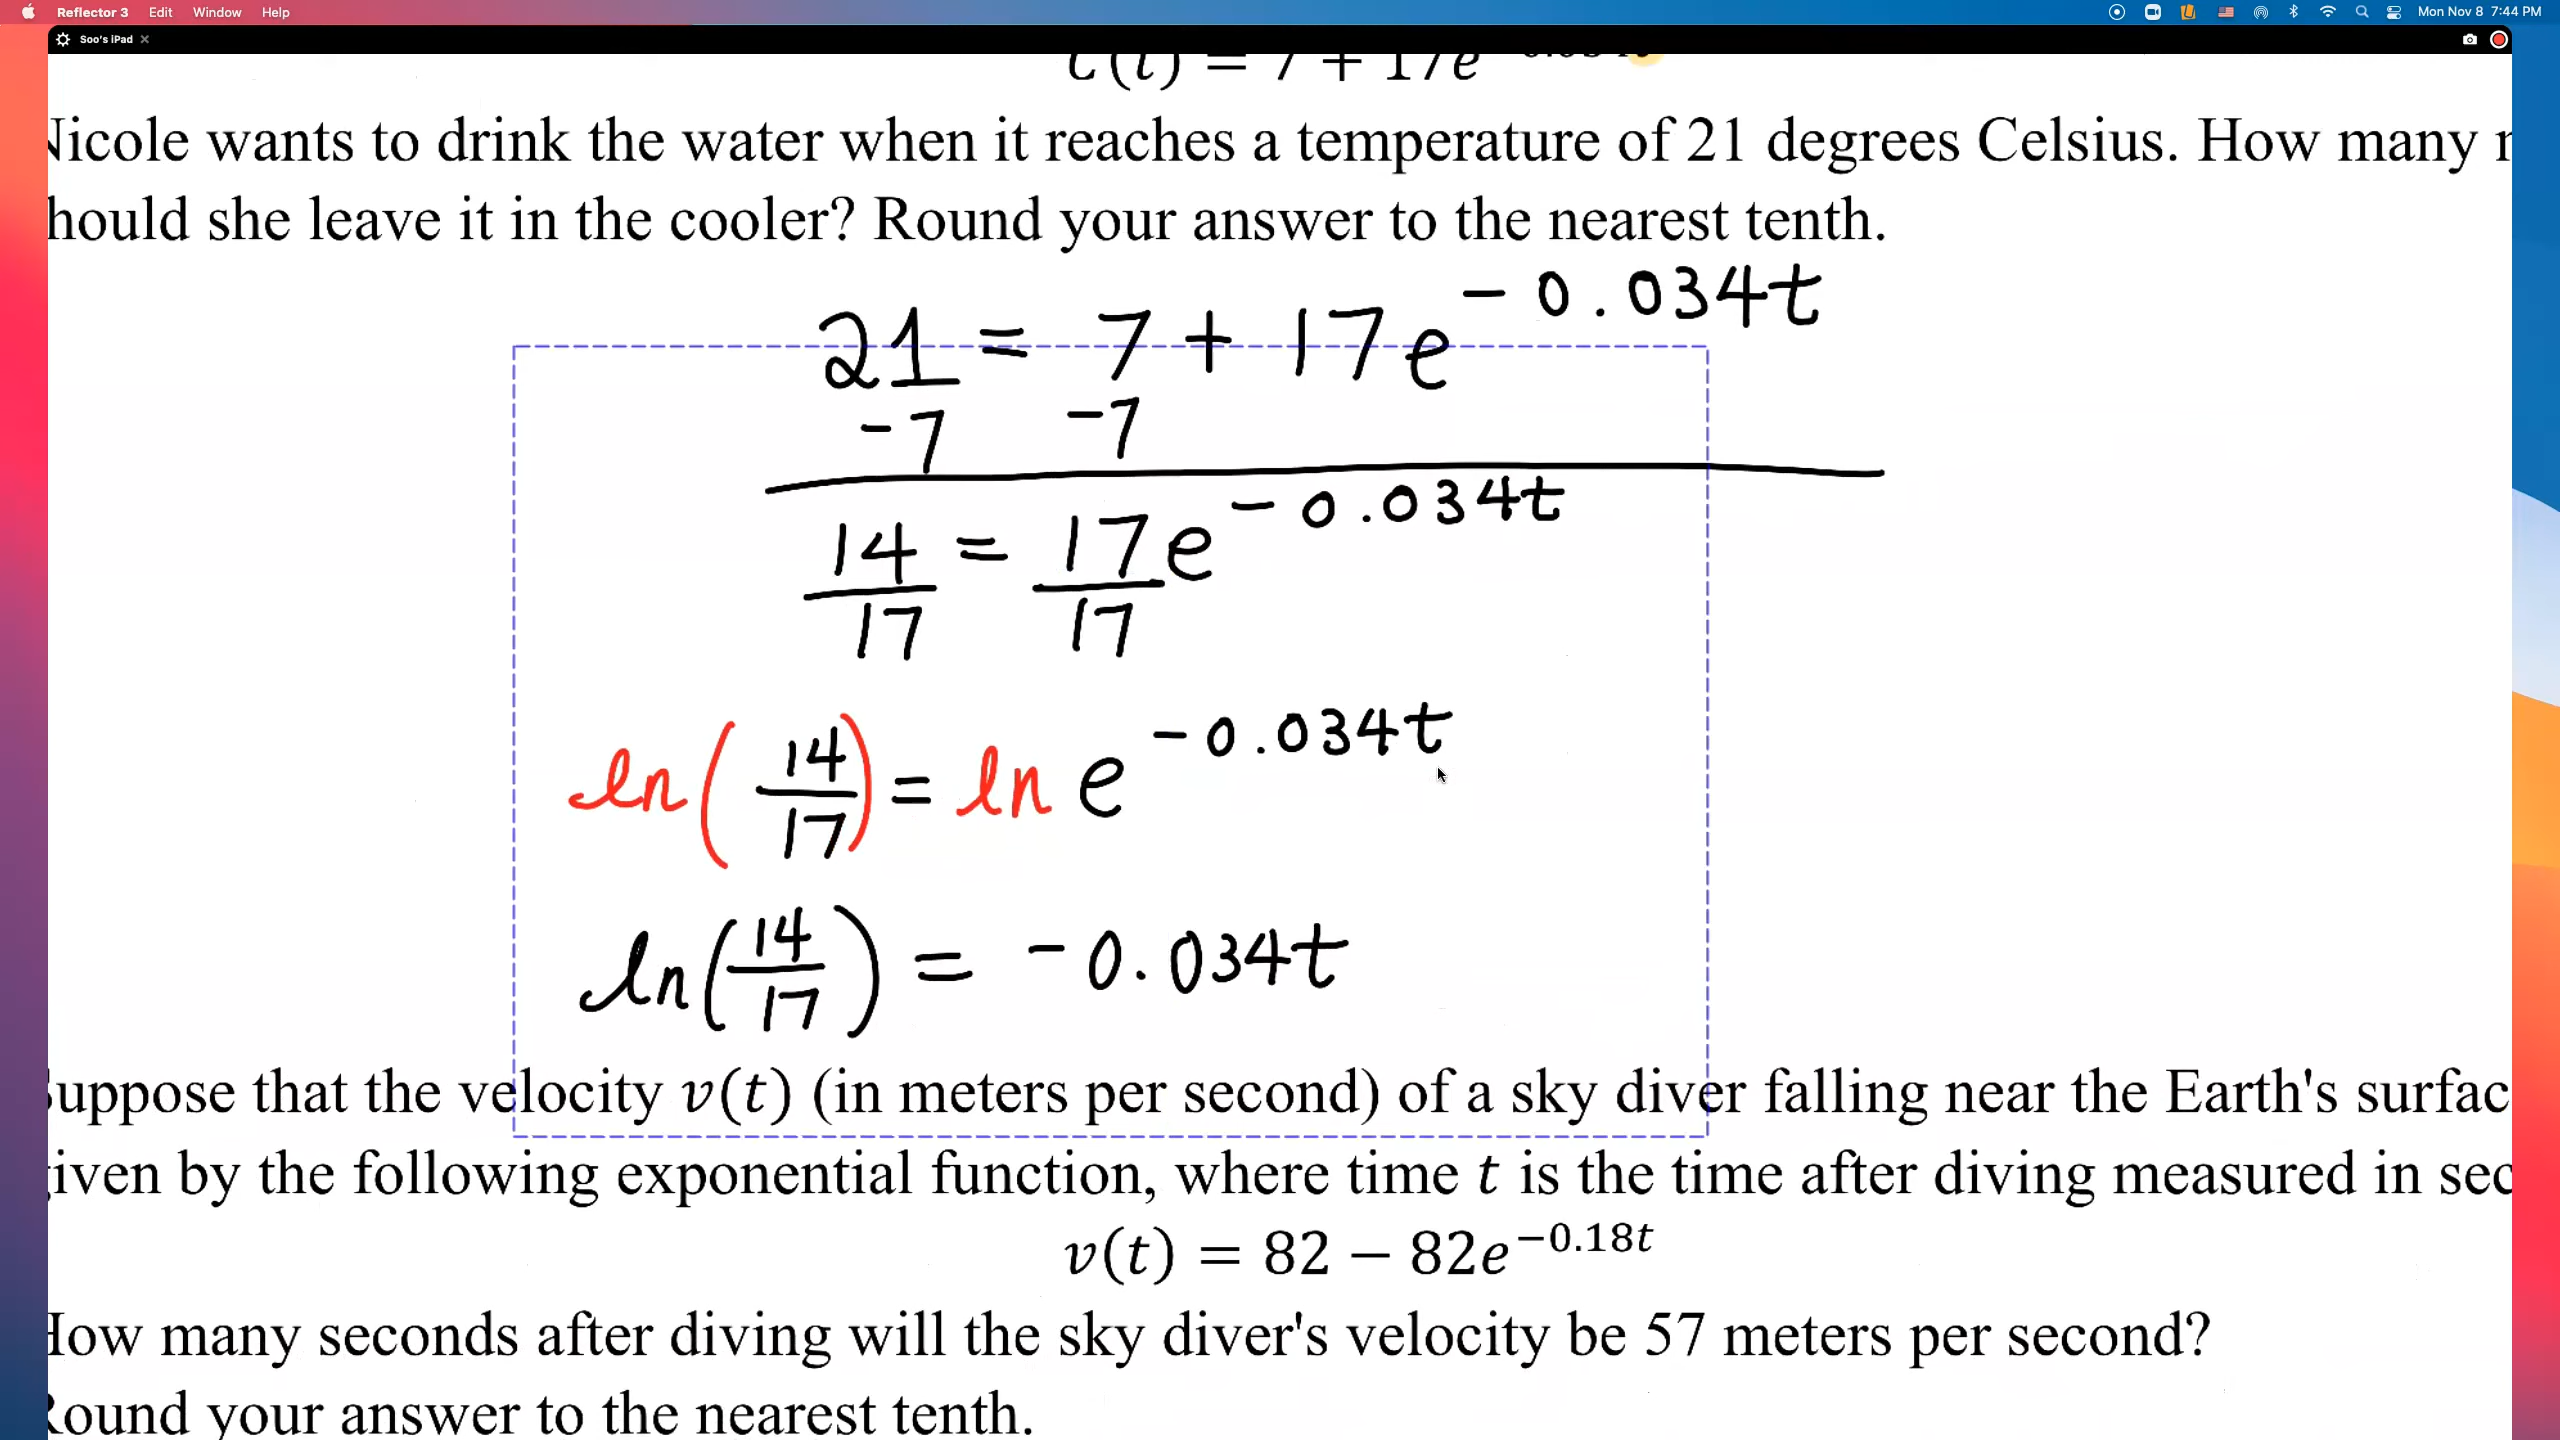 Reflector 3 Edit Window Help Mon Nov 8 7:44 PM
Soo's iPad
(t) = 7 + 17e
Nicole wants to drink the water when it reaches a temperature of 21 degrees Celsius. How many
hould she leave it in the cooler? Round your answer to the nearest tenth.
21 = 7 + 17e^-0.034t
-7 -7
14/17 = 17e^-0.034t/17
ln(14/17) = ln e^-0.034t
ln(14/17) = -0.034t
uppose that the velocity v(t) (in meters per second) of a sky diver falling near the Earth's surfac
iven by the following exponential function, where time t is the time after diving measured in sec
v(t) = 82 − 82e^−0.18t
How many seconds after diving will the sky diver's velocity be 57 meters per second?
Round your answer to the nearest tenth.